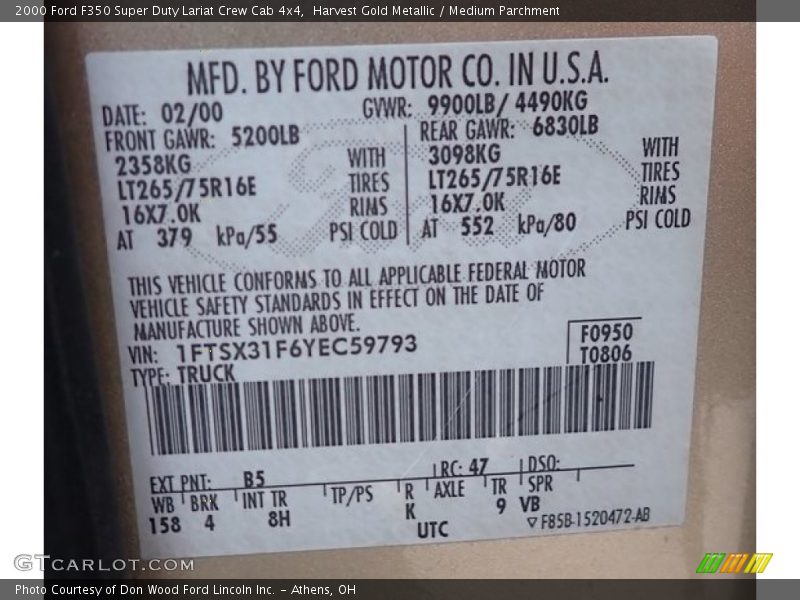 2000 Ford F350 Super Duty Lariat Crew Cab 4x4, Harvest Gold Metallic / Medium Parchment
MFD. BY FORD MOTOR CO. IN U.S.A.
DATE: 02/00 GVWR: 9900LB/ 4490KG
FRONT GAWR: 5200LB REAR GAWR: 6830LB
2358KG WITH 3098KG WITH
LT265/75R16E TIRES LT265/75R16E TIRES
16X7.0K RIMS 16X7.0K RIMS
AT 379 kPa/55 PSI COLD AT 552 kPa/80 PSI COLD
THIS VEHICLE CONFORMS TO ALL APPLICABLE FEDERAL MOTOR
VEHICLE SAFETY STANDARDS IN EFFECT ON THE DATE OF
MANUFACTURE SHOWN ABOVE.
VIN: 1FTSX31F6YEC59793 F0950
TYPE: TRUCK T0806
EXT PNT: B5 RC: 47 DSO:
WB BRK INT TR TP/PS R AXLE TR SPR
158 4 8H K 9 VB
UTC F85B-1520472-AB
GTCARLOT.COM
Photo Courtesy of Don Wood Ford Lincoln Inc. - Athens, OH